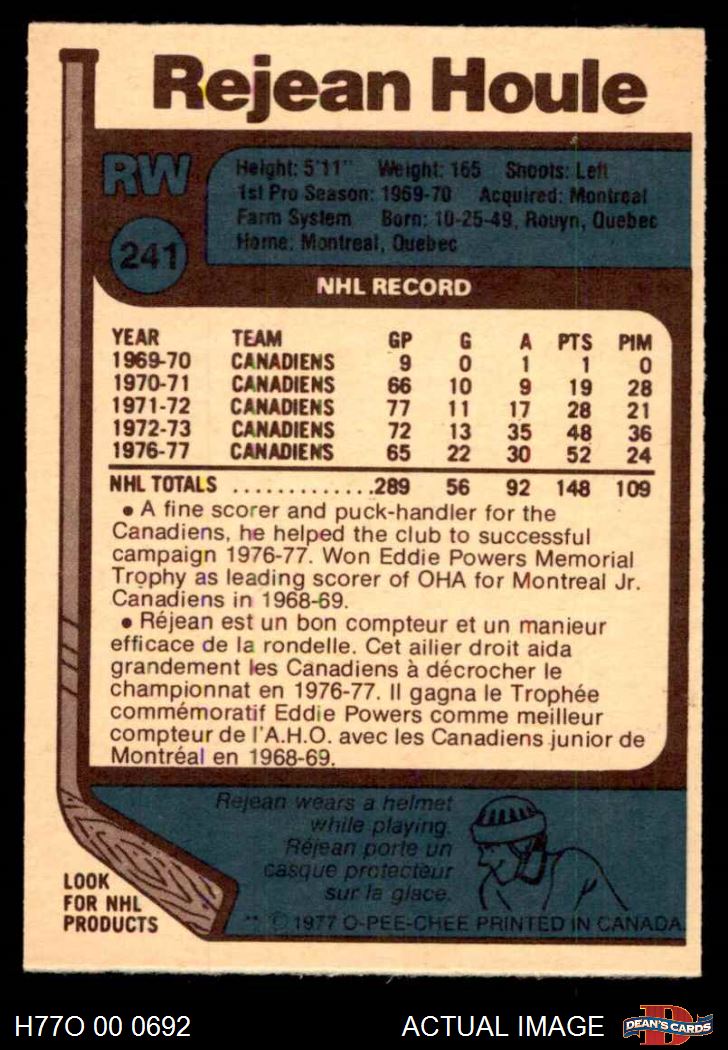 Rejean Houle
RW
Height: 5'11" Weight: 165 Shoots: Left
1st Pro Season: 1969-70 Acquired: Montreal
Farm System Born: 10-25-49, Rouyn, Quebec
Home: Montreal, Quebec
241
NHL RECORD
YEAR TEAM GP G A PTS PIM
1969-70 CANADIENS 9 0 1 1 0
1970-71 CANADIENS 66 10 9 19 28
1971-72 CANADIENS 77 11 17 28 21
1972-73 CANADIENS 72 13 35 48 36
1976-77 CANADIENS 65 22 30 52 24
NHL TOTALS .............289 56 92 148 109
• A fine scorer and puck-handler for the
Canadiens, he helped the club to successful
campaign 1976-77. Won Eddie Powers Memorial
Trophy as leading scorer of OHA for Montreal Jr.
Canadiens in 1968-69.
• Réjean est un bon compteur et un manieur
efficace de la rondelle. Cet ailier droit aida
grandement les Canadiens à décrocher le
championnat en 1976-77. Il gagna le Trophée
commémoratif Eddie Powers comme meilleur
compteur de l'A.H.O. avec les Canadiens junior de
Montréal en 1968-69.
Rejean wears a helmet
while playing.
Réjean porte un
casque protecteur
sur la glace.
LOOK
FOR NHL
PRODUCTS
** © 1977 O-PEE-CHEE PRINTED IN CANADA
H77O 00 0692 ACTUAL IMAGE DEAN'S CARDS